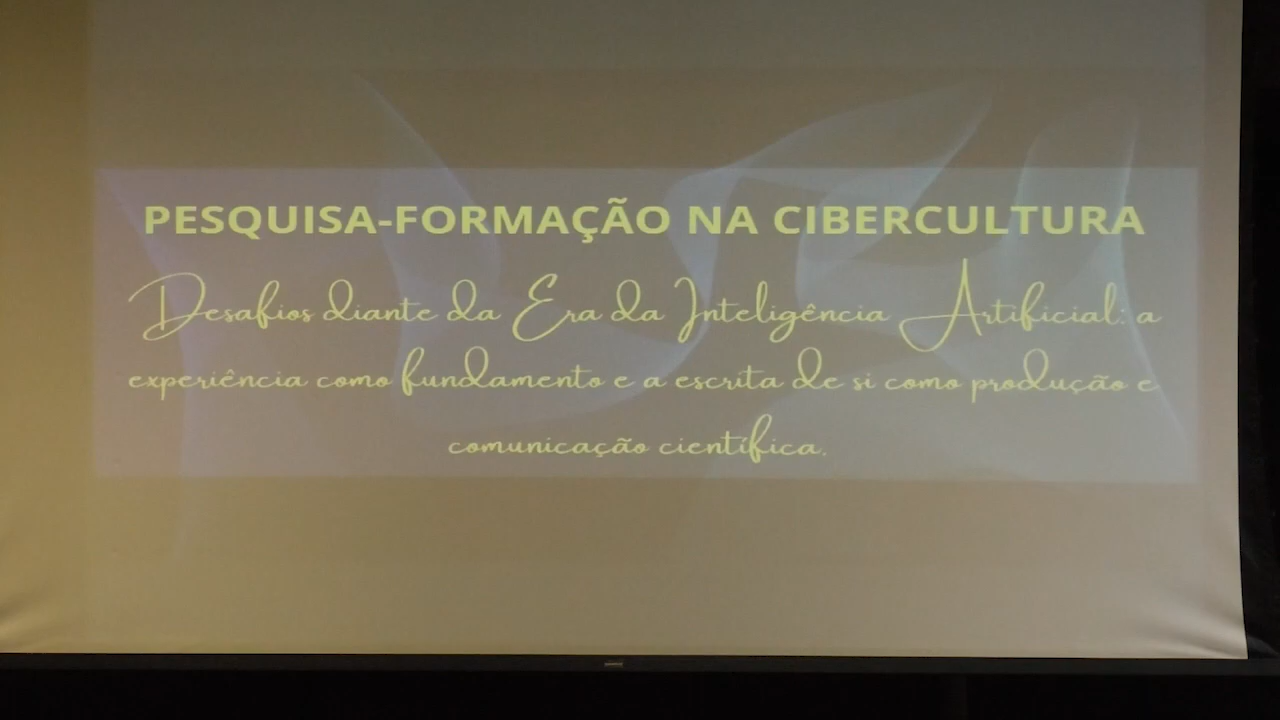 PESQUISA-FORMAÇÃO NA CIBERCULTURA
Desafios diante da Era da Inteligência Artificial: a
experiência como fundamento e a escrita de si como produção e
comunicação científica.